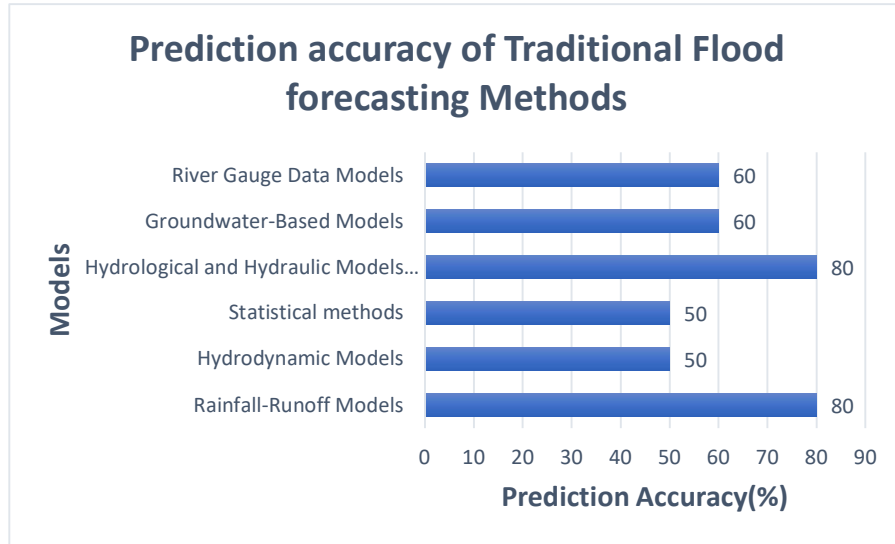 Prediction accuracy of Traditional Flood
forecasting Methods
Models
River Gauge Data Models
60
Groundwater-Based Models
60
Hydrological and Hydraulic Models...
80
Statistical methods
50
Hydrodynamic Models
50
Rainfall-Runoff Models
80
0 10 20 30 40 50 60 70 80 90
Prediction Accuracy(%)